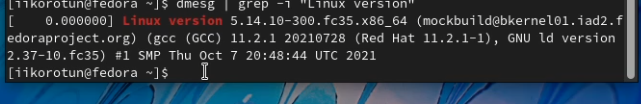 [iikorotun@fedora ~]$ dmesg | grep -i "Linux version"
[    0.000000] Linux version 5.14.10-300.fc35.x86_64 (mockbuild@bkernel01.iad2.f
edoraproject.org) (gcc (GCC) 11.2.1 20210728 (Red Hat 11.2.1-1), GNU ld version
2.37-10.fc35) #1 SMP Thu Oct 7 20:48:44 UTC 2021
[iikorotun@fedora ~]$